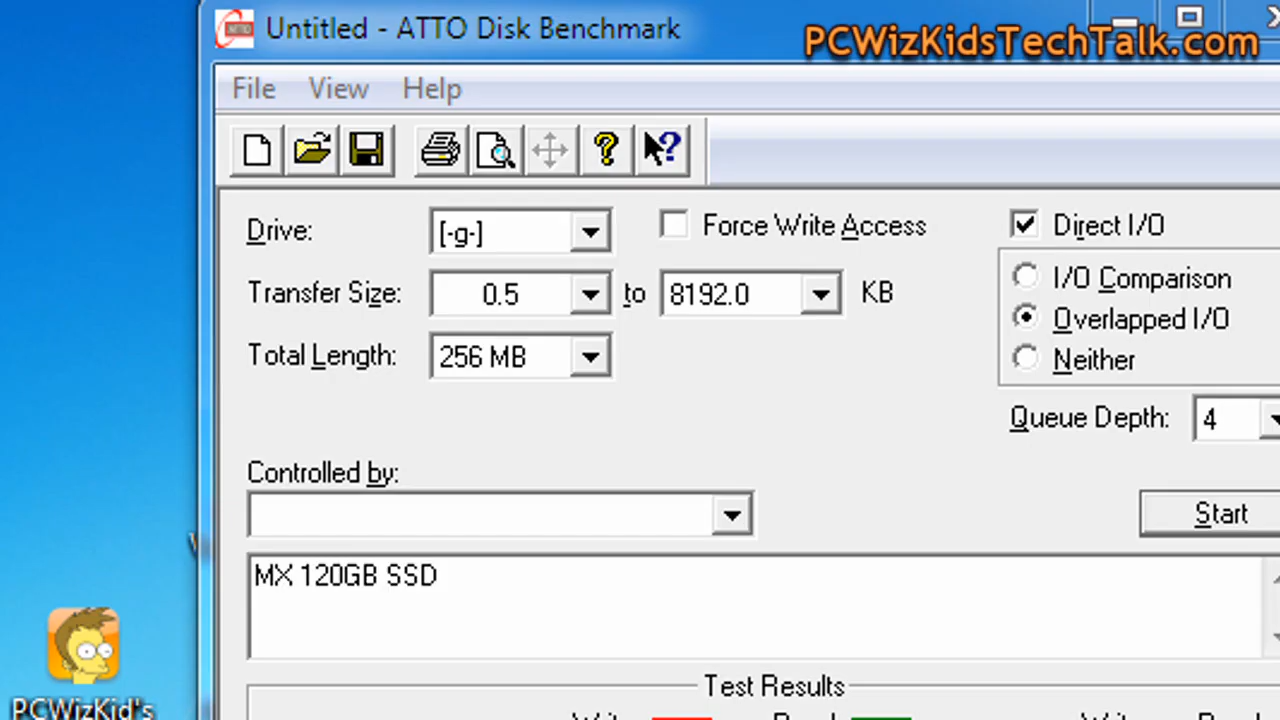 Untitled - ATTO Disk Benchmark
PCWizKidsTechTalk.com
File View Help
Drive: [-g-] Force Write Access Direct I/O
Transfer Size: 0.5 to 8192.0 KB
I/O Comparison
Overlapped I/O
Total Length: 256 MB
Neither
Queue Depth: 4
Controlled by:
Start
MX 120GB SSD
Test Results
PCWizKid's